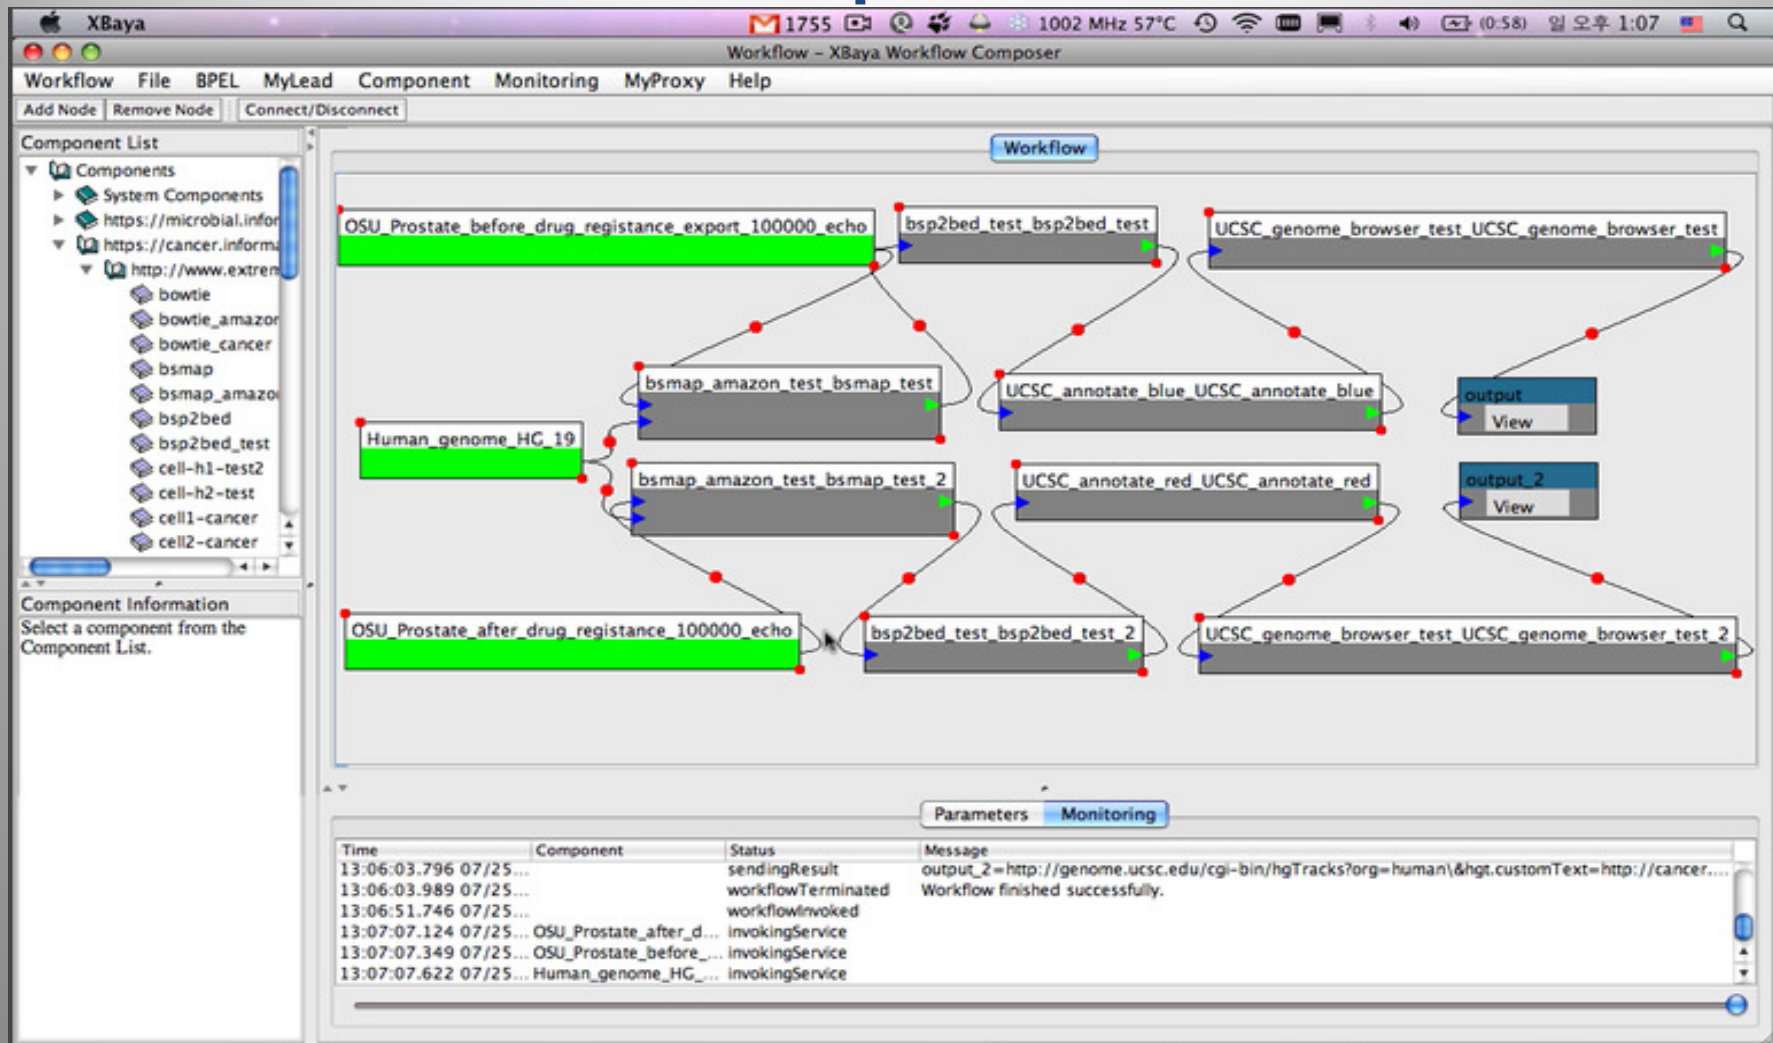 XBaya
1755
1002 MHz 57°C
(0:58)
일 오후 1:07
Workflow – XBaya Workflow Composer
Workflow File BPEL MyLead Component Monitoring MyProxy Help
Add Node Remove Node Connect/Disconnect
Component List
Components
System Components
https://microbial.infor
https://cancer.informa
http://www.extrem
bowtie
bowtie_amazon
bowtie_cancer
bsmap
bsmap_amazo
bsp2bed
bsp2bed_test
cell-h1-test2
cell-h2-test
cell1-cancer
cell2-cancer
Component Information
Select a component from the
Component List.
Workflow
OSU_Prostate_before_drug_registance_export_100000_echo
bsp2bed_test_bsp2bed_test
UCSC_genome_browser_test_UCSC_genome_browser_test
bsmap_amazon_test_bsmap_test
UCSC_annotate_blue_UCSC_annotate_blue
output
View
Human_genome_HG_19
bsmap_amazon_test_bsmap_test_2
UCSC_annotate_red_UCSC_annotate_red
output_2
View
OSU_Prostate_after_drug_registance_100000_echo
bsp2bed_test_bsp2bed_test_2
UCSC_genome_browser_test_UCSC_genome_browser_test_2
Parameters Monitoring
Time Component Status Message
13:06:03.796 07/25... sendingResult output_2=http://genome.ucsc.edu/cgi-bin/hgTracks?org=human\&hgt.customText=http://cancer....
13:06:03.989 07/25... workflowTerminated Workflow finished successfully.
13:06:51.746 07/25... workflowInvoked
13:07:07.124 07/25... OSU_Prostate_after_d... invokingService
13:07:07.349 07/25... OSU_Prostate_before_... invokingService
13:07:07.622 07/25... Human_genome_HG_... invokingService